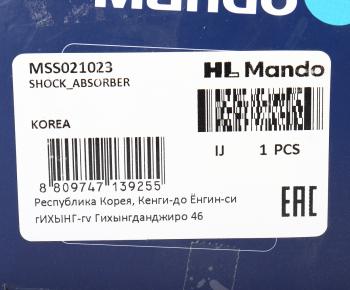 Mando
MSS021023
SHOCK_ABSORBER
HL Mando
KOREA
IJ 1 PCS
8 809747 139255
Республика Корея, Кенги-до Ёнгин-си
гИХЫНГ-гv Гихынгданджиро 46
EAC